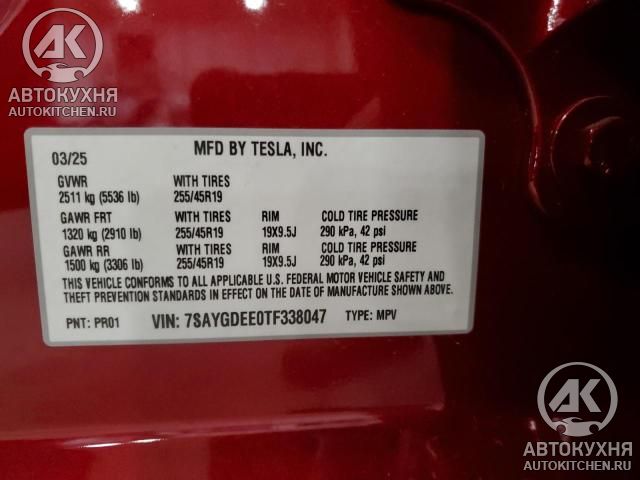 АК
АВТОКУХНЯ
AUTOKITCHEN.RU
MFD BY TESLA, INC.
03/25
GVWR WITH TIRES
2511 kg (5536 lb) 255/45R19
GAWR FRT WITH TIRES RIM COLD TIRE PRESSURE
1320 kg (2910 lb) 255/45R19 19X9.5J 290 kPa, 42 psi
GAWR RR WITH TIRES RIM COLD TIRE PRESSURE
1500 kg (3306 lb) 255/45R19 19X9.5J 290 kPa, 42 psi
THIS VEHICLE CONFORMS TO ALL APPLICABLE U.S. FEDERAL MOTOR VEHICLE SAFETY AND
THEFT PREVENTION STANDARDS IN EFFECT ON THE DATE OF MANUFACTURE SHOWN ABOVE.
PNT: PR01 VIN: 7SAYGDEE0TF338047 TYPE: MPV
АК
АВТОКУХНЯ
AUTOKITCHEN.RU